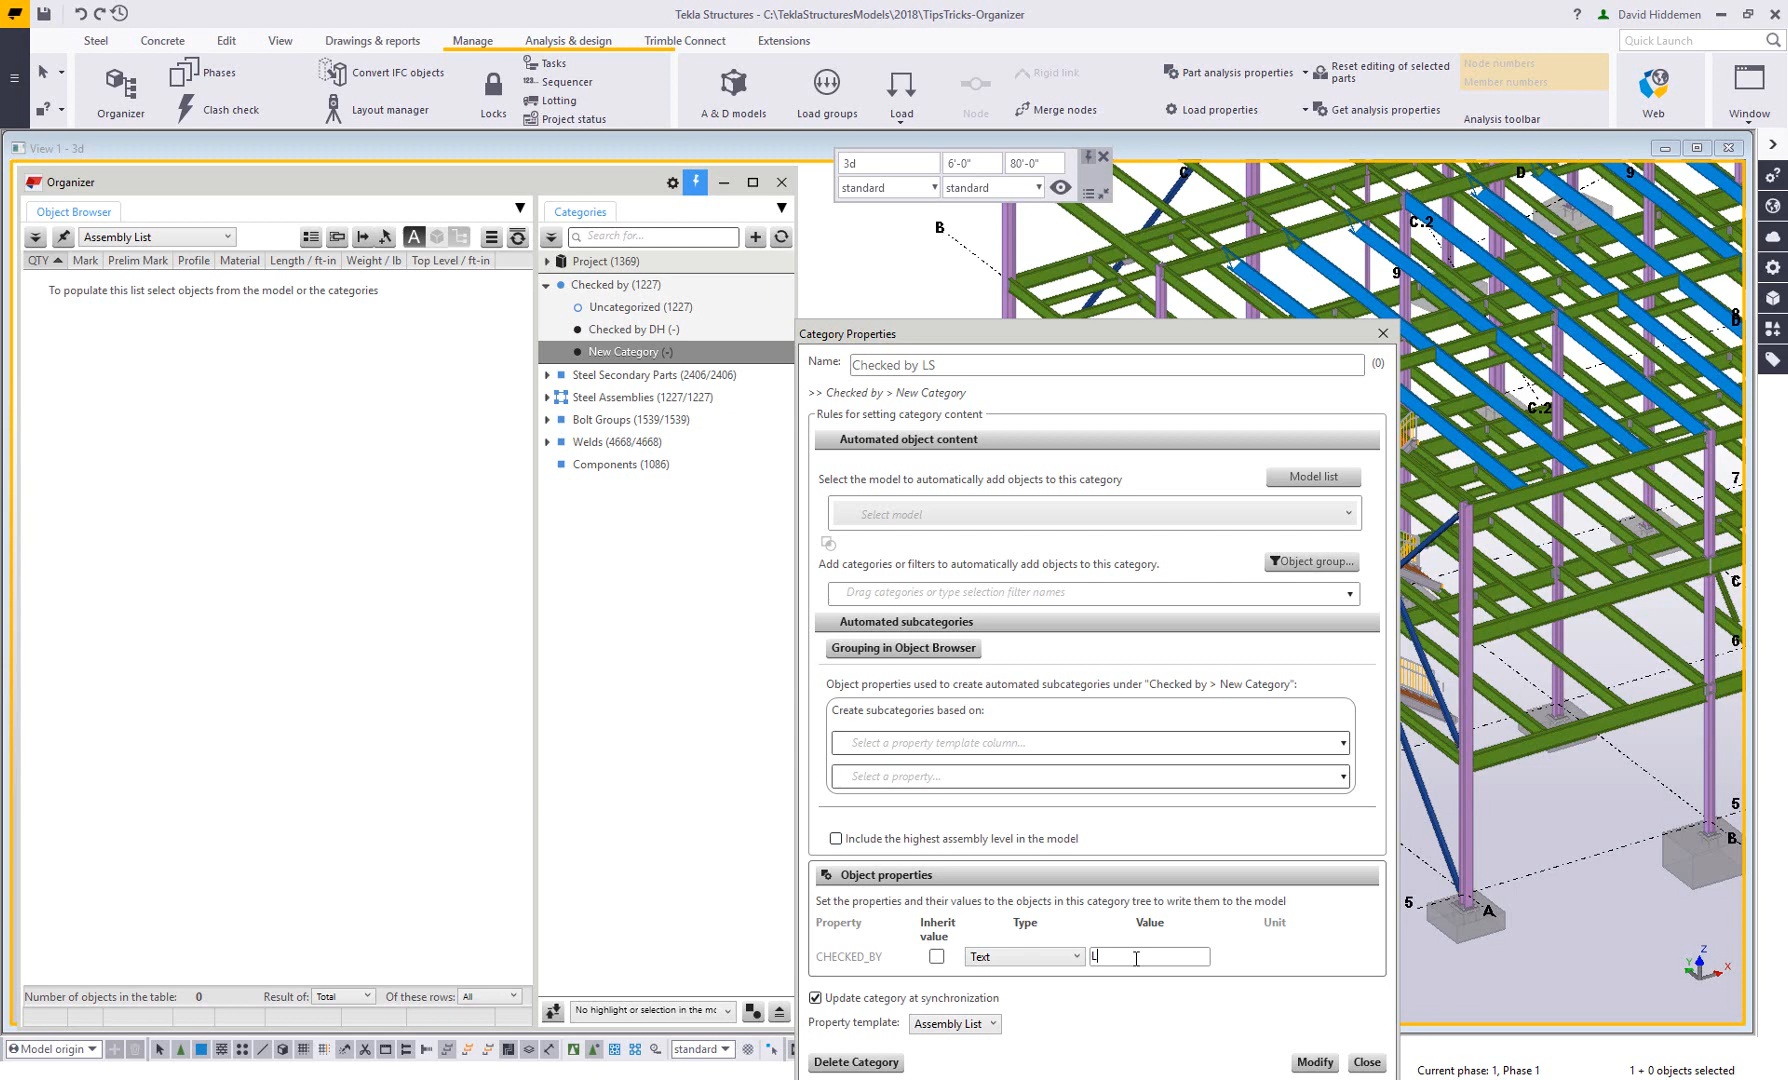 Tekla Structures - C:\TeklaStructuresModels\2018\TipsTricks-Organizer
? David Hiddemen
Steel Concrete Edit View Drawings & reports Manage Analysis & design Trimble Connect Extensions
Quick Launch
Organizer
Phases
Clash check
Convert IFC objects
Layout manager
Locks
Tasks
Sequencer
Lotting
Project status
A & D models
Load groups
Load
Node
Rigid link
Merge nodes
Part analysis properties
Load properties
Reset editing of selected parts
Get analysis properties
Node numbers
Member numbers
Analysis toolbar
Web
Window
View 1 - 3d
3d 6'-0" 80'-0"
standard standard
Organizer
Object Browser
Assembly List
A
QTY Mark Prelim Mark Profile Material Length / ft-in Weight / lb Top Level / ft-in
To populate this list select objects from the model or the categories
Number of objects in the table: 0 Result of: Total Of these rows: All
Categories
Search for...
Project (1369)
Checked by (1227)
Uncategorized (1227)
Checked by DH (-)
New Category (-)
Steel Secondary Parts (2406/2406)
Steel Assemblies (1227/1227)
Bolt Groups (1539/1539)
Welds (4668/4668)
Components (1086)
No highlight or selection in the mc
Category Properties
Name: Checked by LS (0)
>> Checked by > New Category
Rules for setting category content
Automated object content
Select the model to automatically add objects to this category
Model list
Select model
Add categories or filters to automatically add objects to this category.
Object group...
Drag categories or type selection filter names
Automated subcategories
Grouping in Object Browser
Object properties used to create automated subcategories under "Checked by > New Category":
Create subcategories based on:
Select a property template column...
Select a property...
Include the highest assembly level in the model
Object properties
Set the properties and their values to the objects in this category tree to write them to the model
Property Inherit value Type Value Unit
CHECKED_BY Text L
Update category at synchronization
Property template: Assembly List
Delete Category
Modify Close
B
C
D
9
C.2
9
C.2
7
C
6
5
B
5
A
Z
Y
X
Model origin
standard
Current phase: 1, Phase 1
1 + 0 objects selected